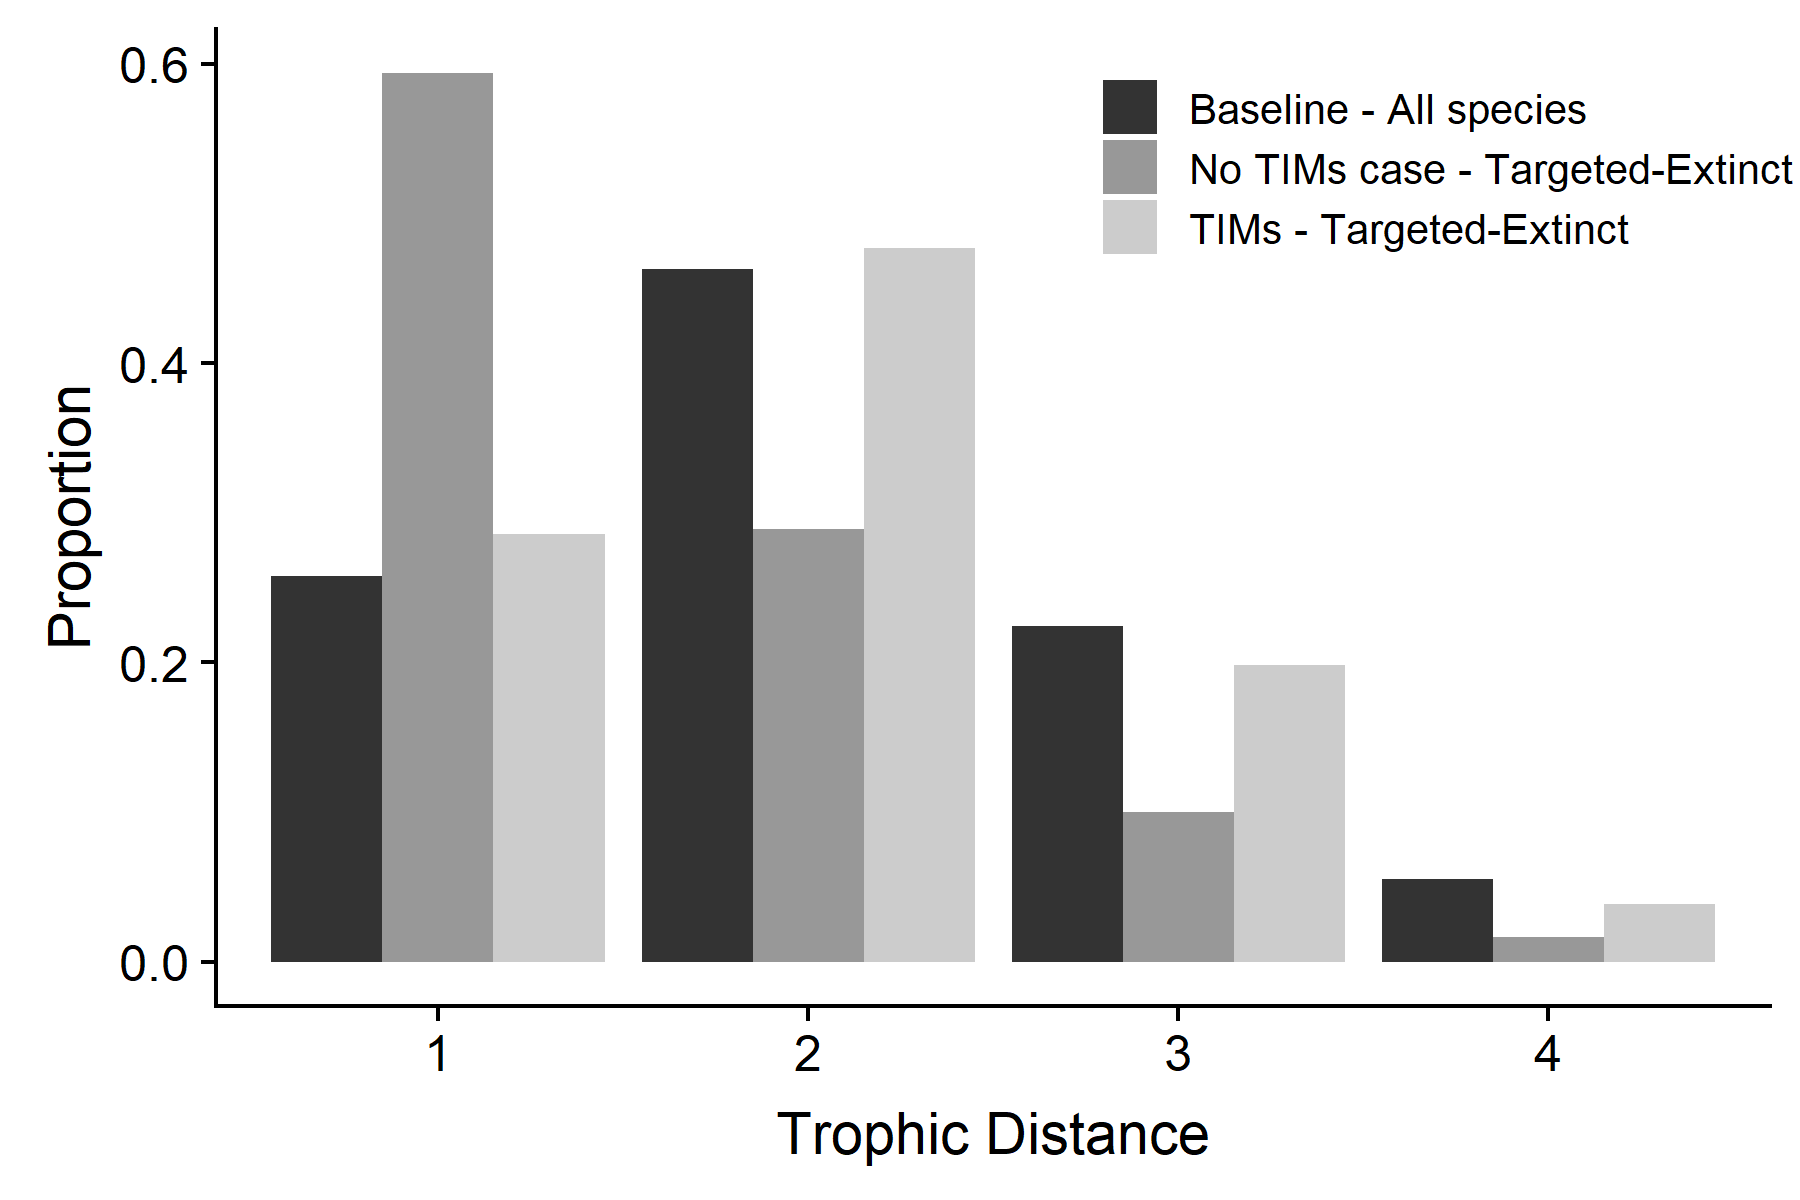 0.6
0.4
0.2
0.0
Proportion
Baseline - All species
No TIMs case - Targeted-Extinct
TIMs - Targeted-Extinct
1 2 3 4
Trophic Distance